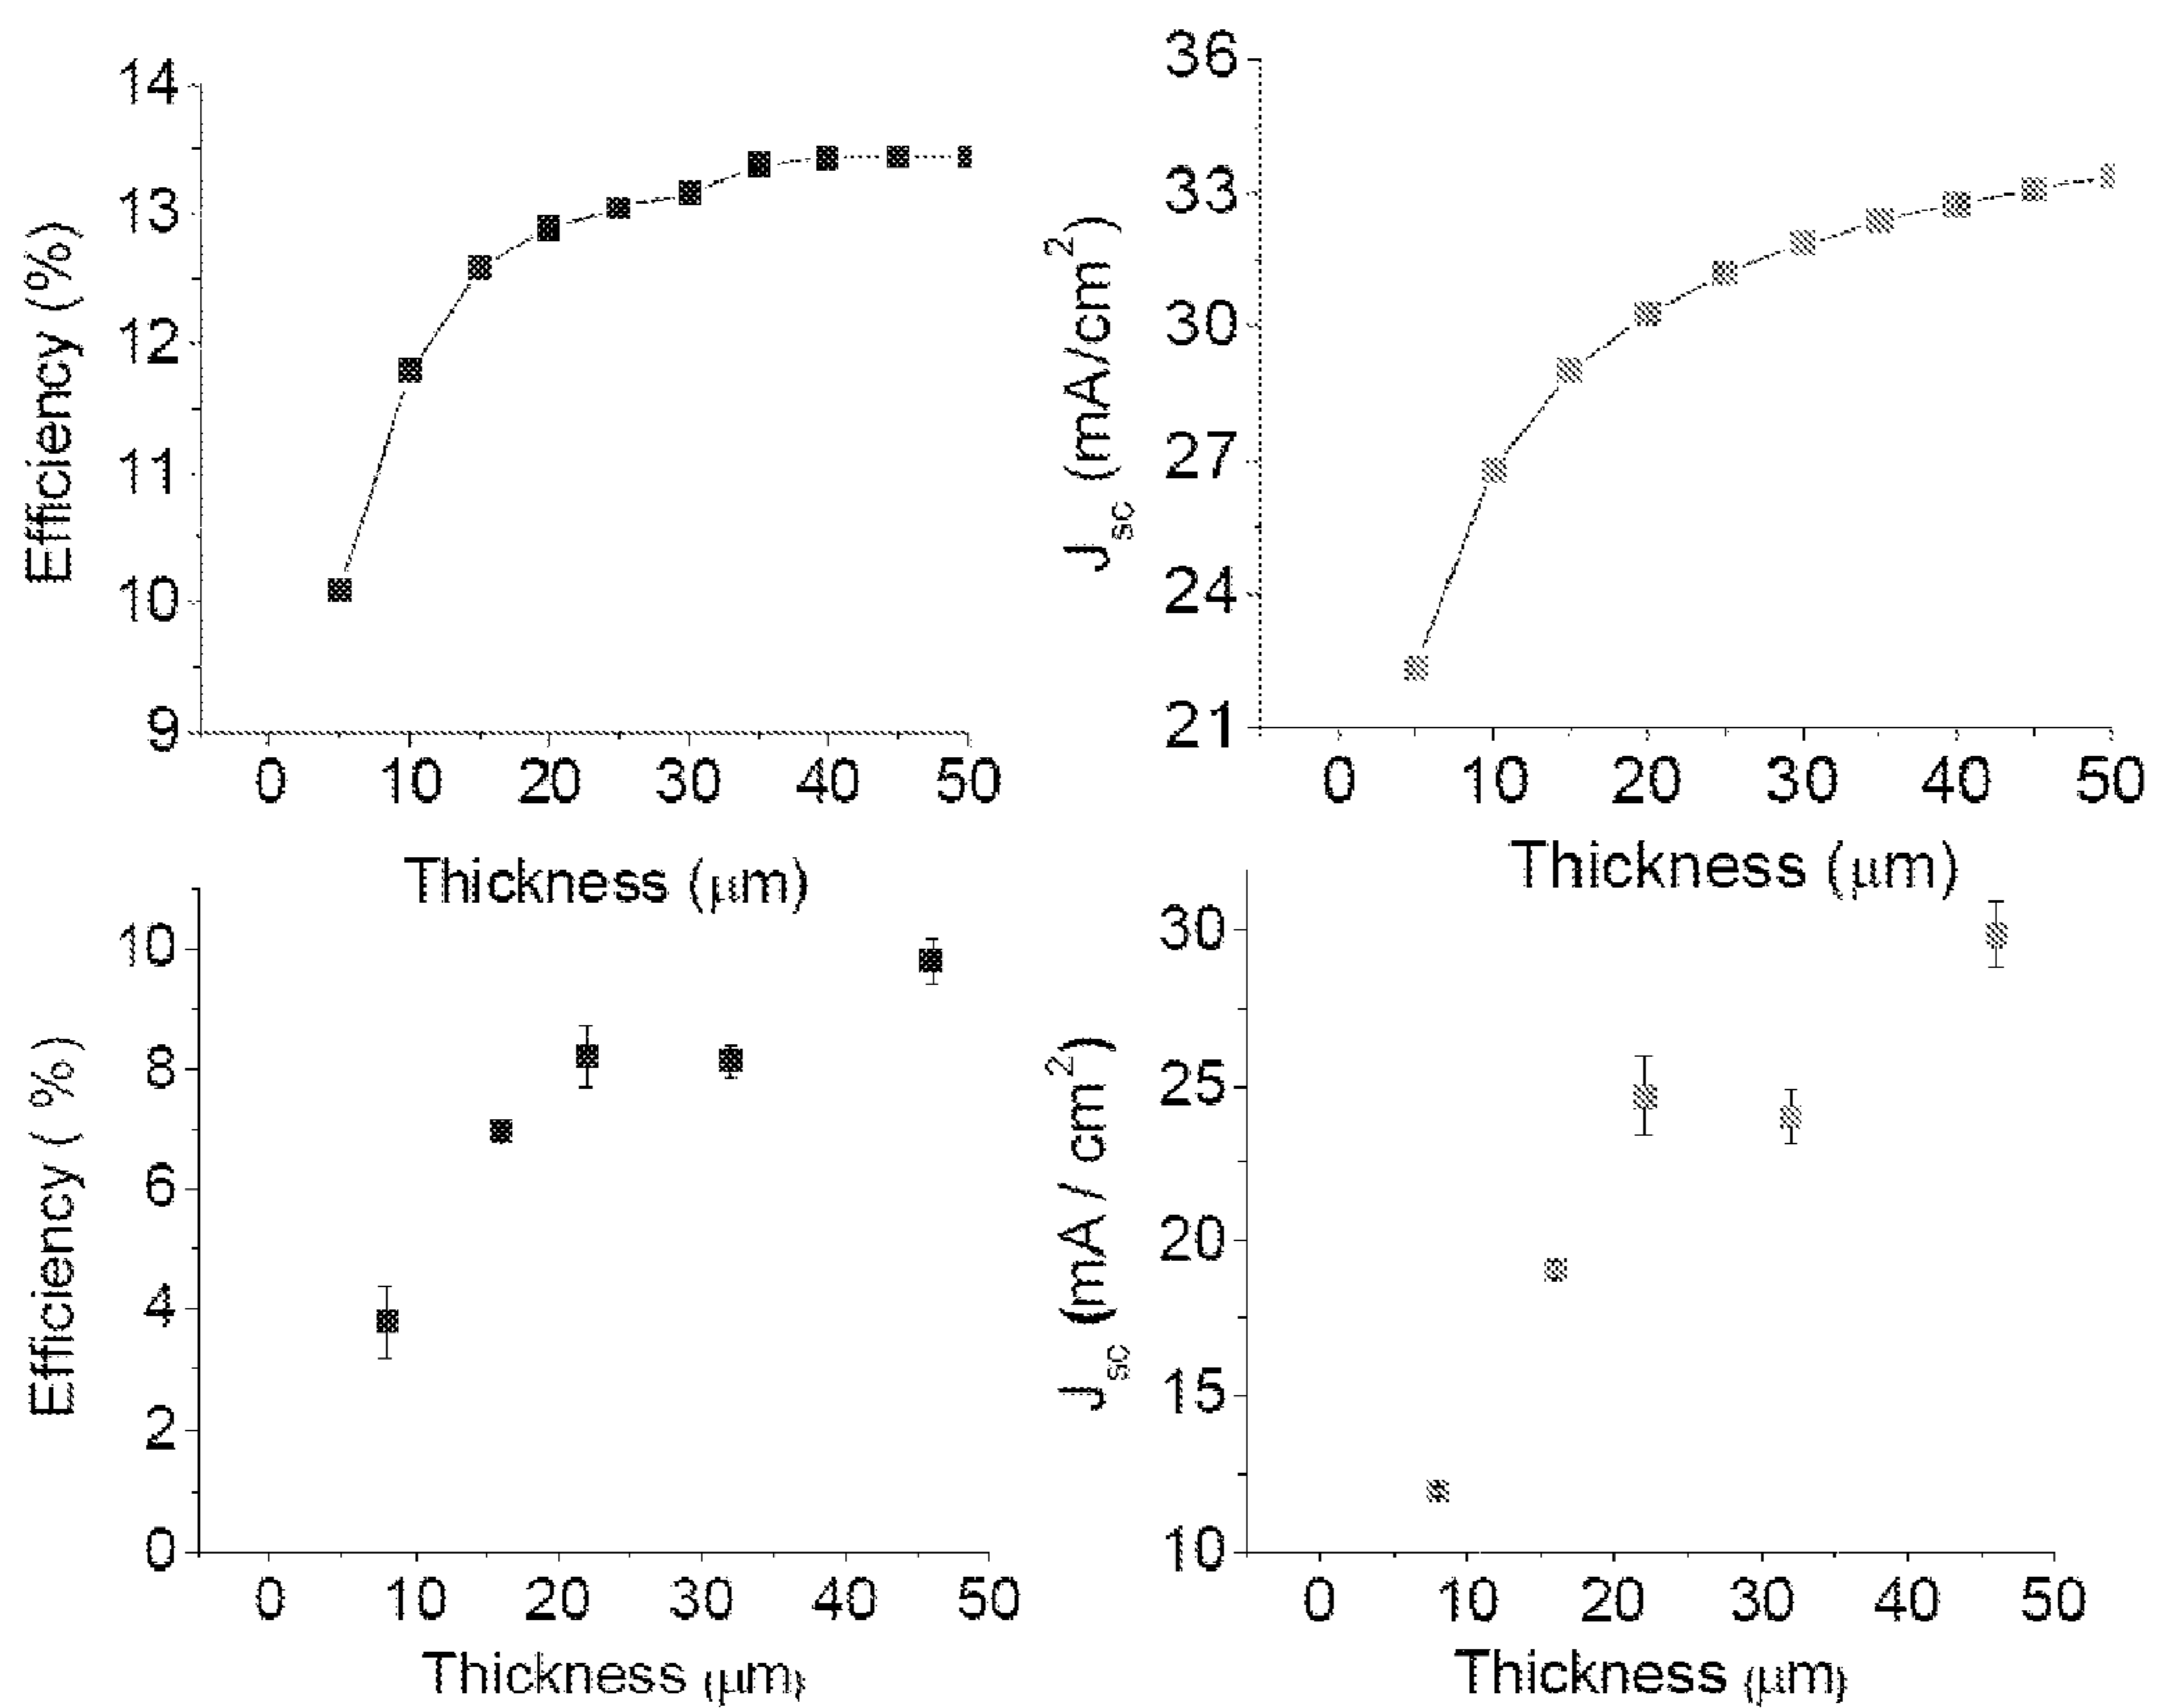 Efficiency (%)
14
13
12
11
10
9
0 10 20 30 40 50
Thickness (μm)
J_sc (mA/cm²)
36
33
30
27
24
21
0 10 20 30 40 50
Thickness (μm)
Efficiency ( %)
10
8
6
4
2
0
0 10 20 30 40 50
Thickness (μm)
J_sc (mA / cm²)
30
25
20
15
10
0 10 20 30 40 50
Thickness (μm)